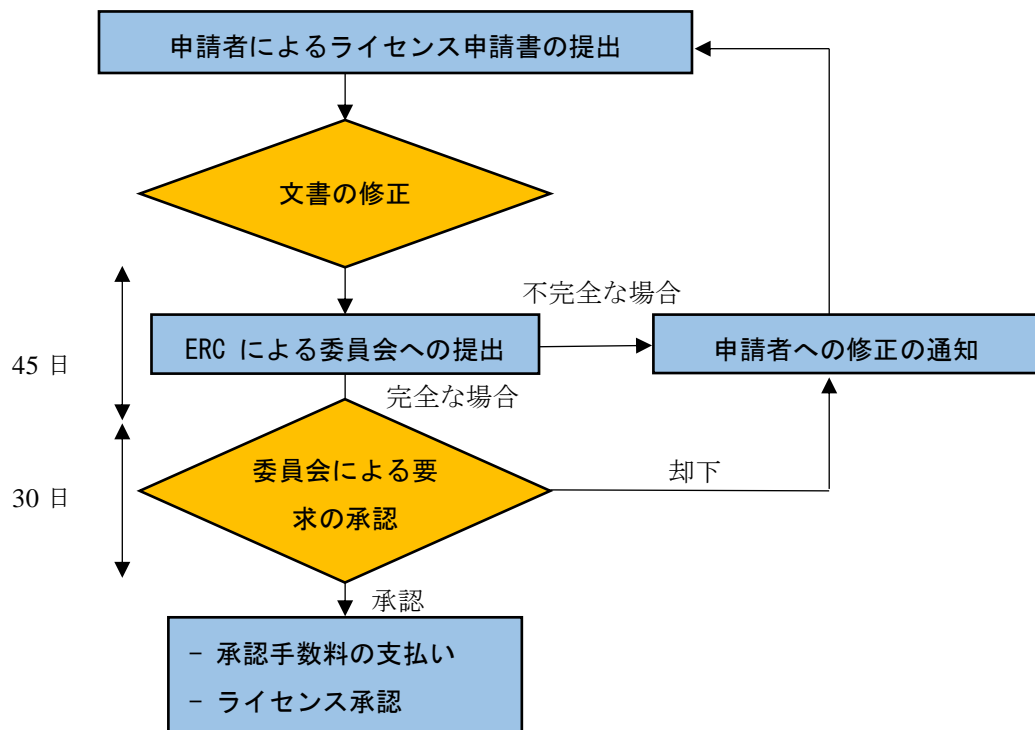 申請者によるライセンス申請書の提出
文書の修正
不完全な場合
ERC による委員会への提出
申請者への修正の通知
45 日
完全な場合
委員会による要
求の承認
却下
30 日
承認
- 承認手数料の支払い
- ライセンス承認